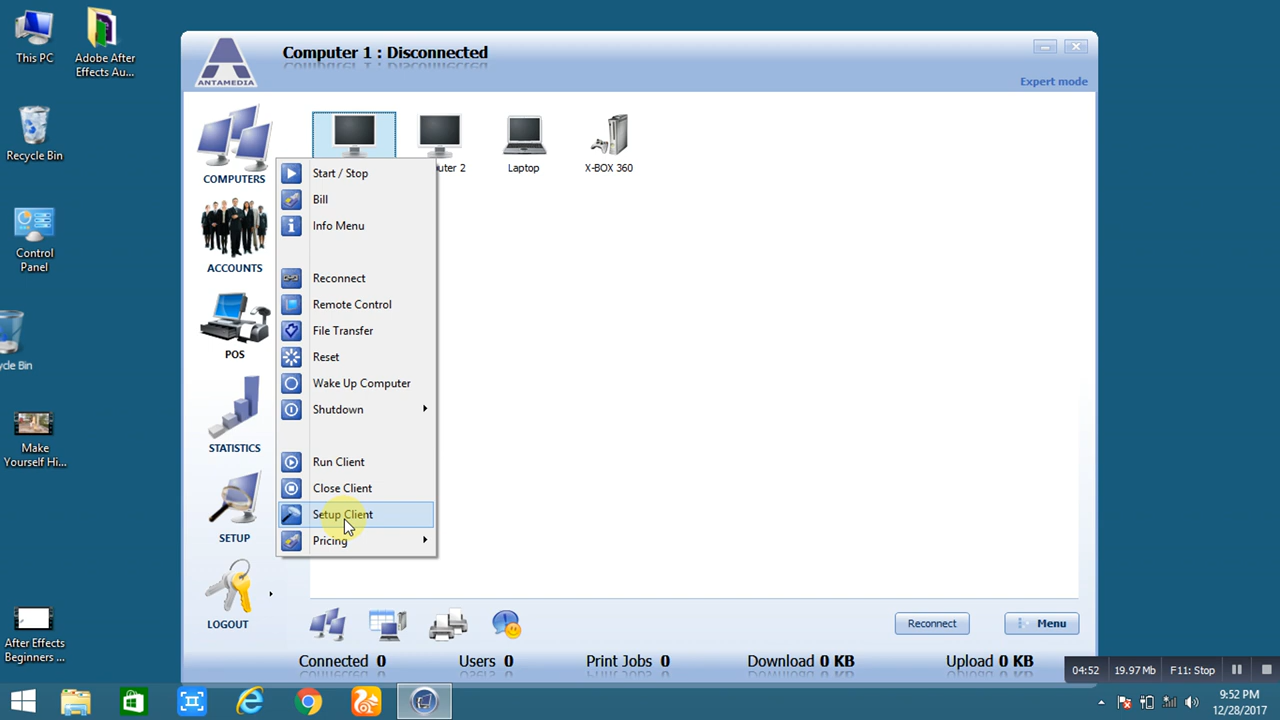 This PC
Adobe After
Effects Au...
Recycle Bin
Control
Panel
cle Bin
Make
Yourself Hi...
After Effects
Beginners ...
ANTAMEDIA
Computer 1 : Disconnected
Expert mode
COMPUTERS
ACCOUNTS
POS
STATISTICS
SETUP
LOGOUT
uter 2
Laptop
X-BOX 360
Start / Stop
Bill
Info Menu
Reconnect
Remote Control
File Transfer
Reset
Wake Up Computer
Shutdown
Run Client
Close Client
Setup Client
Pricing
Reconnect
Menu
Connected 0
Users 0
Print Jobs 0
Download 0 KB
Upload 0 KB
04:52
19.97 Mb
F11: Stop
9:52 PM
12/28/2017